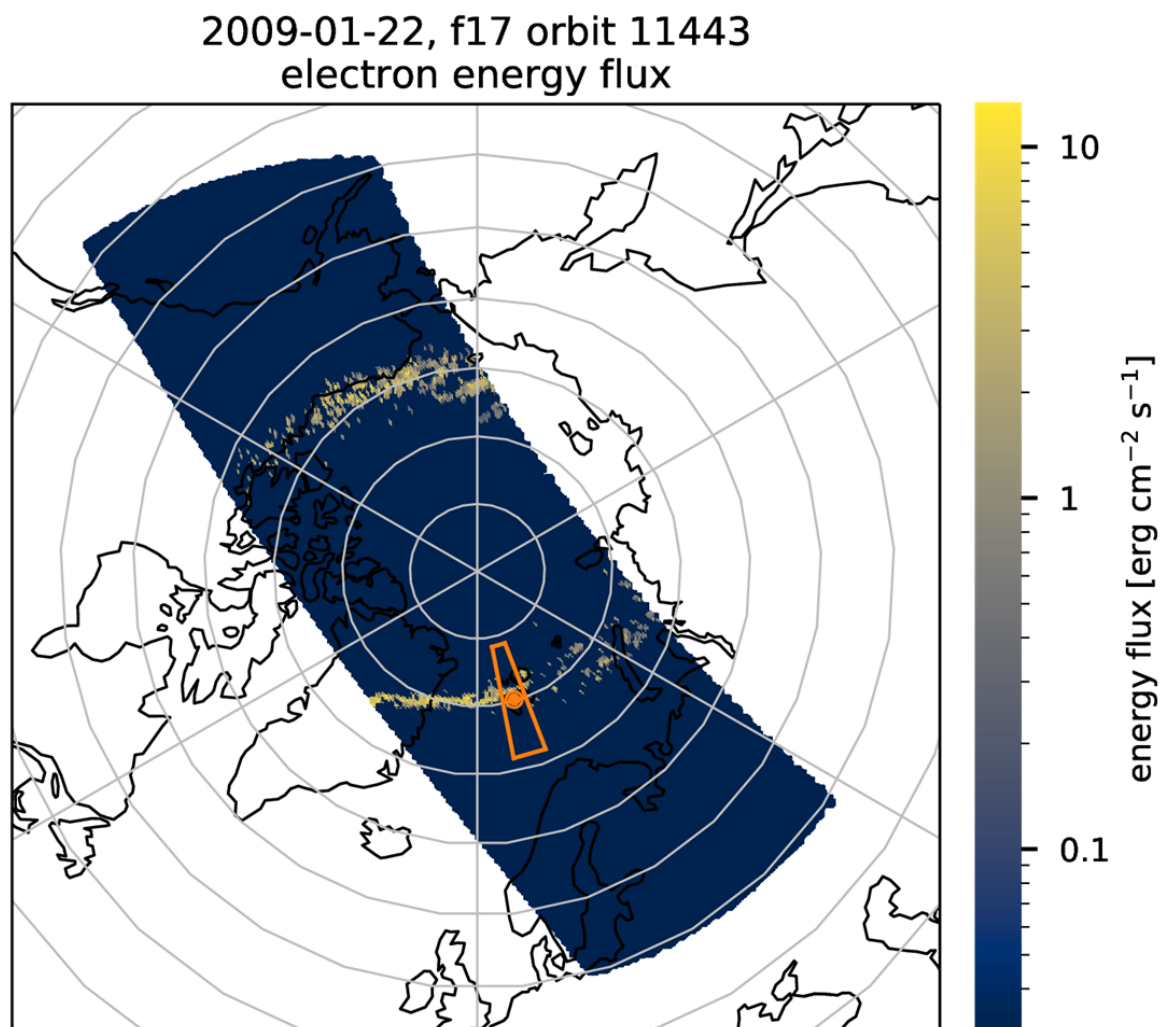 2009-01-22, f17 orbit 11443
electron energy flux
10
1
0.1
energy flux [erg cm⁻² s⁻¹]